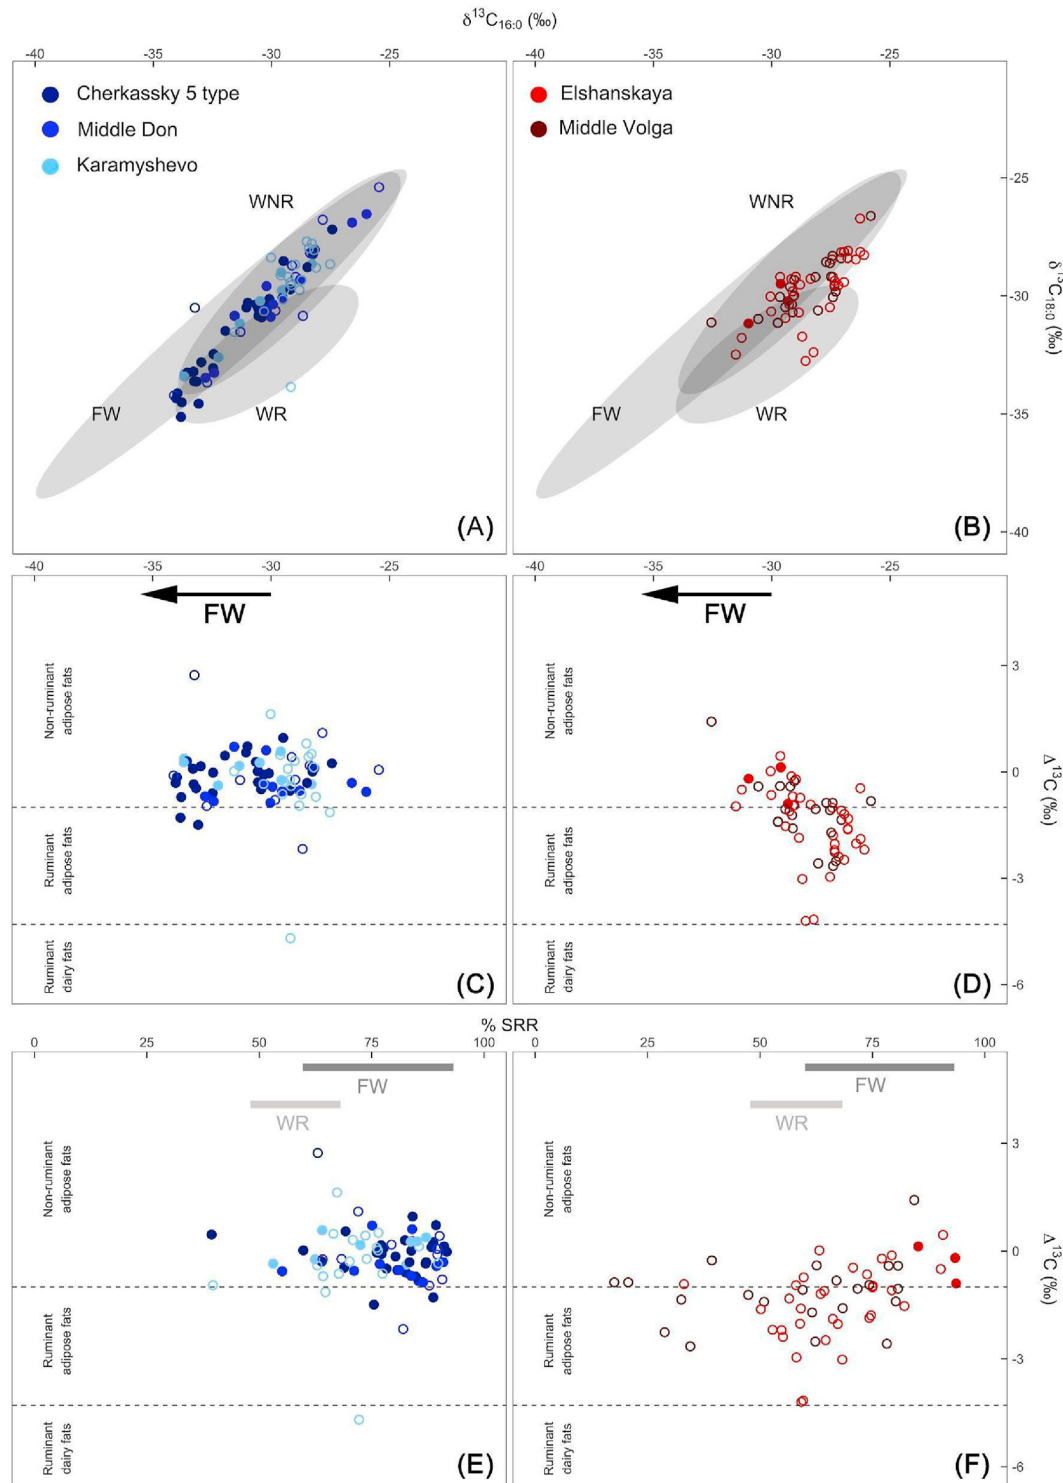 δ¹³C₁₆:₀ (‰)
-40 -35 -30 -25 -40 -35 -30 -25
Cherkassky 5 type
Middle Don
Karamyshevo
Elshanskaya
Middle Volga
WNR
FW
WR
(A)
WNR
FW
WR
(B)
-25
-30
-35
-40
δ¹³C₁₈:₀ (‰)
-40 -35 -30 -25 -40 -35 -30 -25
FW
Non-ruminant
adipose fats
Ruminant
adipose fats
Ruminant
dairy fats
(C)
FW
Non-ruminant
adipose fats
Ruminant
adipose fats
Ruminant
dairy fats
(D)
3
0
-3
-6
Δ¹³C (‰)
% SRR
0 25 50 75 100 0 25 50 75 100
FW
WR
Non-ruminant
adipose fats
Ruminant
adipose fats
Ruminant
dairy fats
(E)
FW
WR
Non-ruminant
adipose fats
Ruminant
adipose fats
Ruminant
dairy fats
(F)
3
0
-3
-6
Δ¹³C (‰)